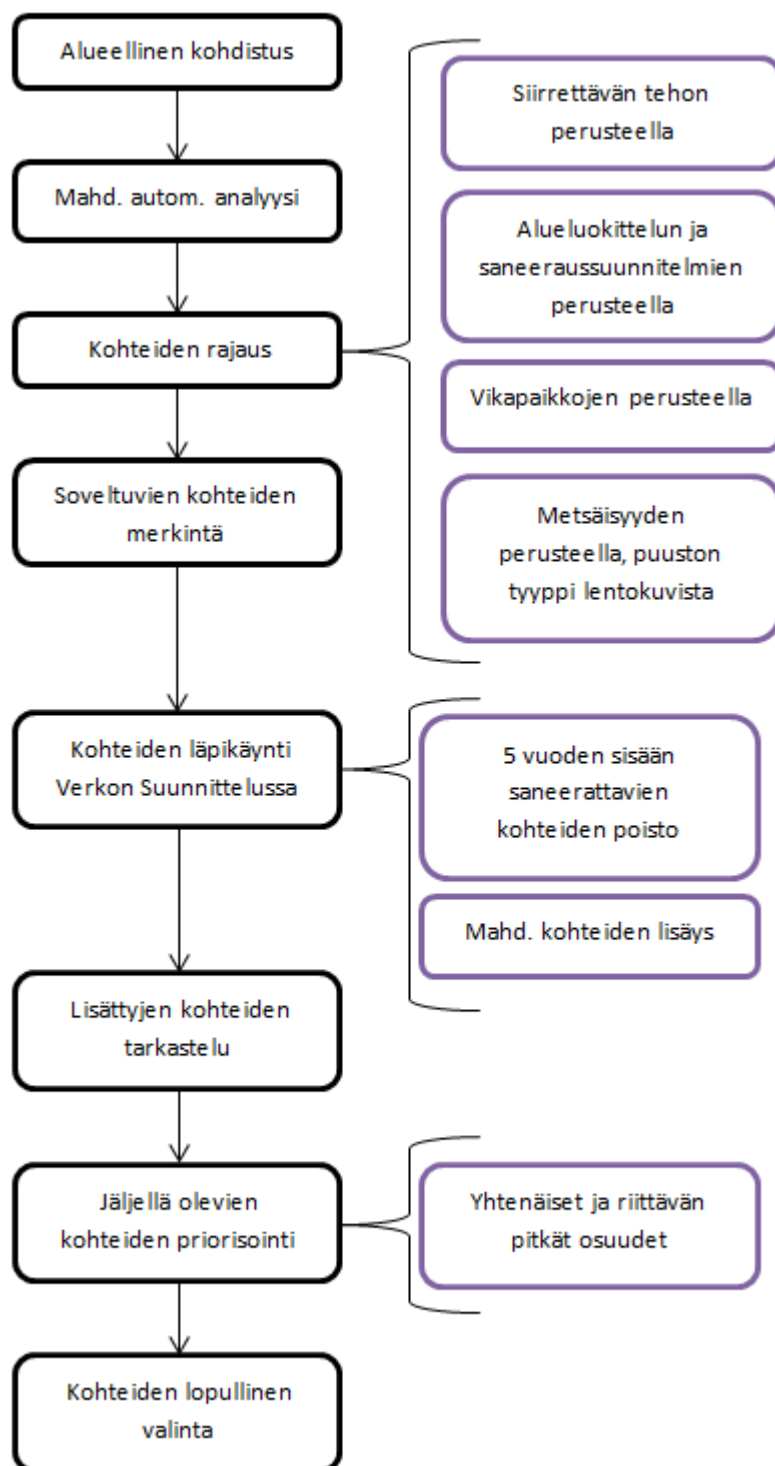 Alueellinen kohdistus
Mahd. autom. analyysi
Kohteiden rajaus
Siirrettävän tehon
perusteella
Alueluokittelun ja
saneeraussuunnitelmien
perusteella
Vikapaikkojen perusteella
Metsäisyyden
perusteella, puuston
tyyppi lentokuvista
Soveltuvien kohteiden
merkintä
Kohteiden läpikäynti
Verkon Suunnittelussa
5 vuoden sisään
saneerattavien
kohteiden poisto
Mahd. kohteiden lisäys
Lisättyjen kohteiden
tarkastelu
Jäljellä olevien
kohteiden priorisointi
Yhtenäiset ja riittävän
pitkät osuudet
Kohteiden lopullinen
valinta